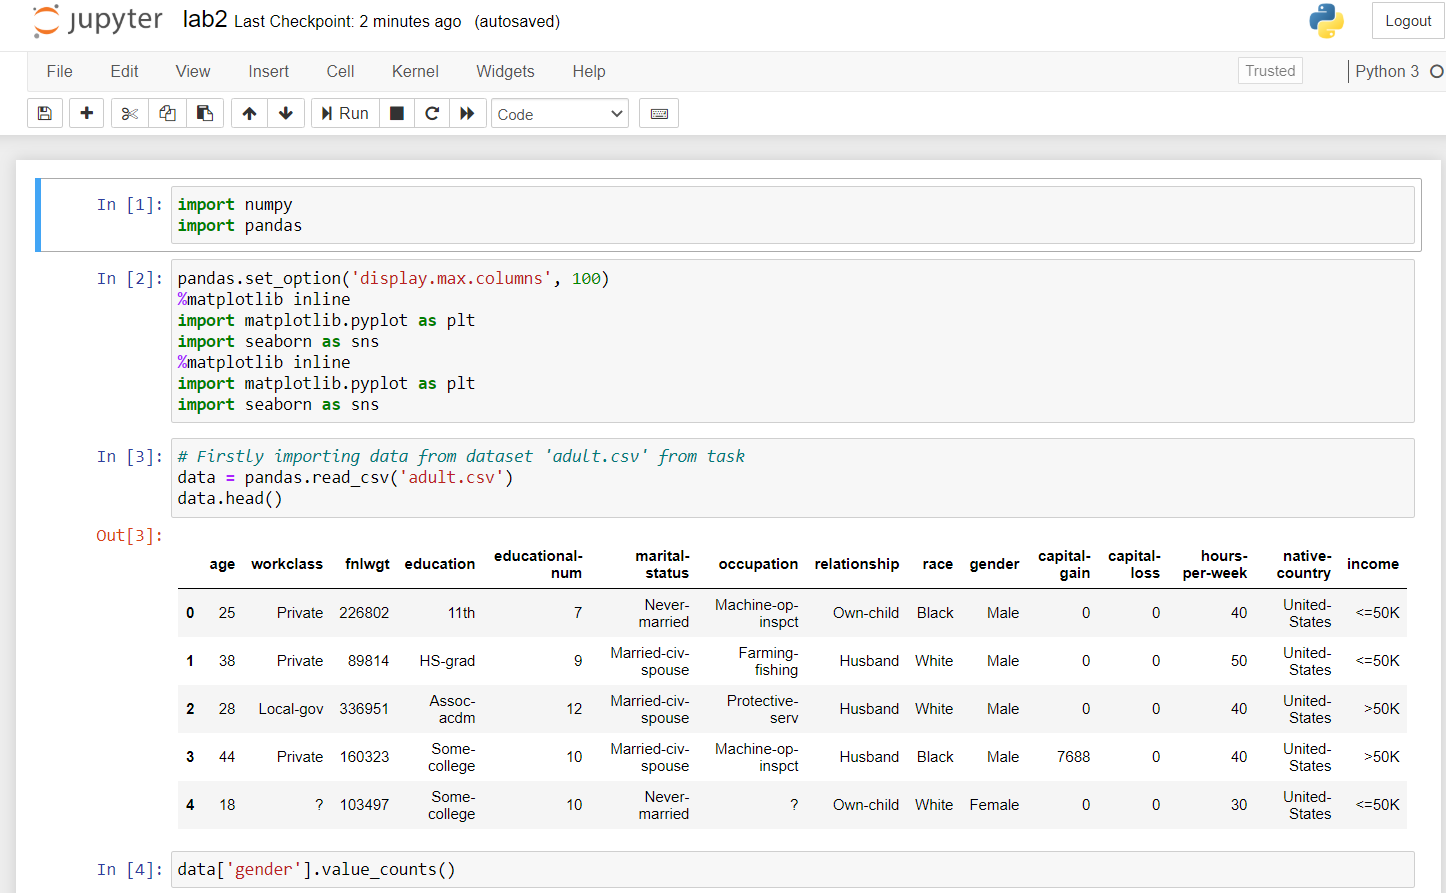 jupyter lab2 Last Checkpoint: 2 minutes ago (autosaved) Logout
File Edit View Insert Cell Kernel Widgets Help Trusted Python 3
Run Code
In [1]: import numpy
import pandas
In [2]: pandas.set_option('display.max.columns', 100)
%matplotlib inline
import matplotlib.pyplot as plt
import seaborn as sns
%matplotlib inline
import matplotlib.pyplot as plt
import seaborn as sns
In [3]: # Firstly importing data from dataset 'adult.csv' from task
data = pandas.read_csv('adult.csv')
data.head()
Out[3]:
age workclass fnlwgt education educational-num marital-status occupation relationship race gender capital-gain capital-loss hours-per-week native-country income
0 25 Private 226802 11th 7 Never-married Machine-op-inspct Own-child Black Male 0 0 40 United-States <=50K
1 38 Private 89814 HS-grad 9 Married-civ-spouse Farming-fishing Husband White Male 0 0 50 United-States <=50K
2 28 Local-gov 336951 Assoc-acdm 12 Married-civ-spouse Protective-serv Husband White Male 0 0 40 United-States >50K
3 44 Private 160323 Some-college 10 Married-civ-spouse Machine-op-inspct Husband Black Male 7688 0 40 United-States >50K
4 18 ? 103497 Some-college 10 Never-married ? Own-child White Female 0 0 30 United-States <=50K
In [4]: data['gender'].value_counts()